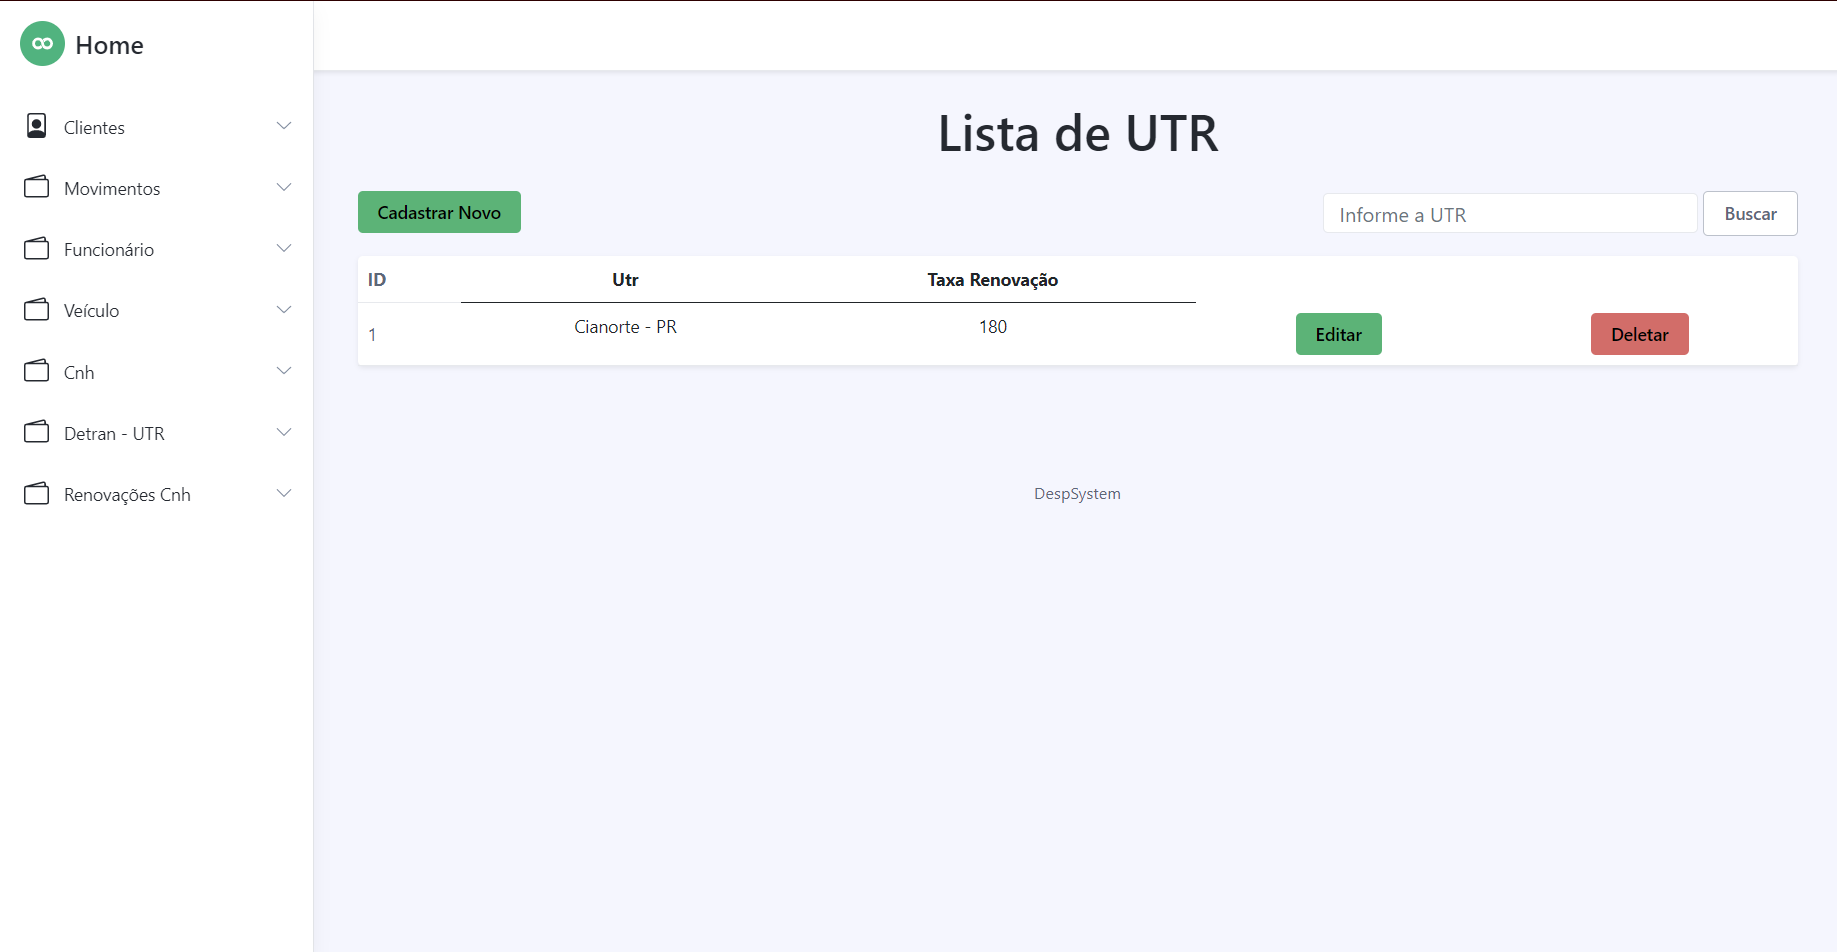 Home
Clientes
Movimentos
Funcionário
Veículo
Cnh
Detran - UTR
Renovações Cnh
Lista de UTR
Cadastrar Novo
Informe a UTR
Buscar
ID Utr Taxa Renovação
1 Cianorte - PR 180 Editar Deletar
DespSystem